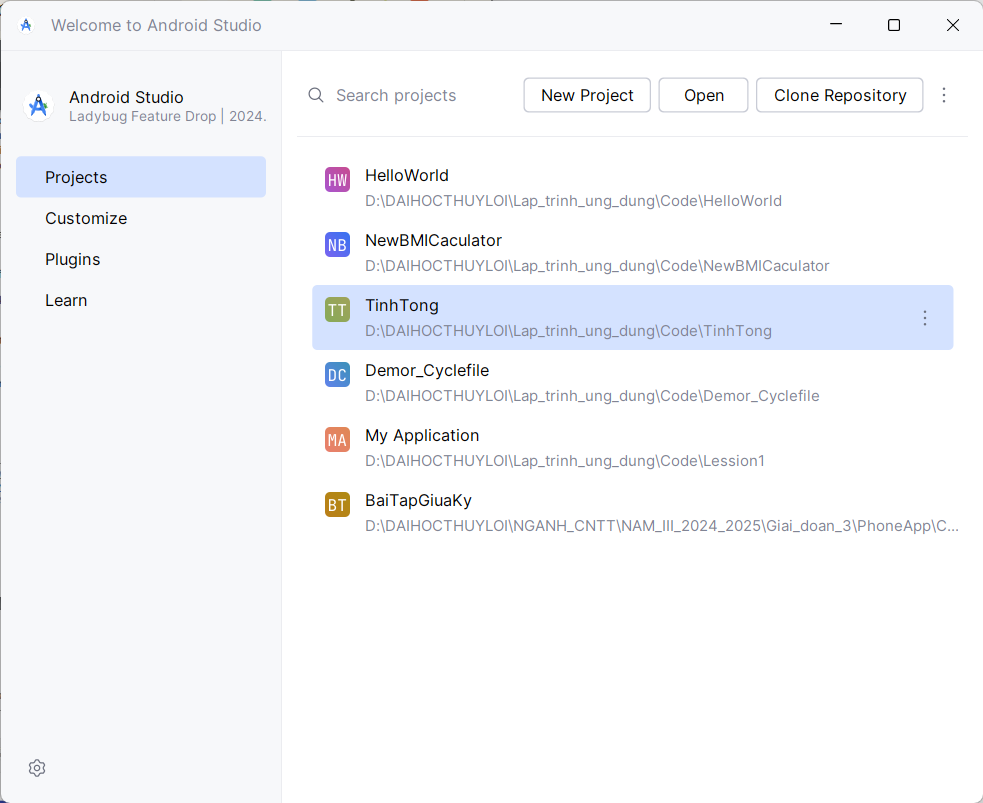 Welcome to Android Studio
Android Studio
Ladybug Feature Drop | 2024.
Projects
Customize
Plugins
Learn
Search projects
New Project
Open
Clone Repository
HW
HelloWorld
D:\DAIHOCTHUYLOI\Lap_trinh_ung_dung\Code\HelloWorld
NB
NewBMICaculator
D:\DAIHOCTHUYLOI\Lap_trinh_ung_dung\Code\NewBMICaculator
TT
TinhTong
D:\DAIHOCTHUYLOI\Lap_trinh_ung_dung\Code\TinhTong
DC
Demor_Cyclefile
D:\DAIHOCTHUYLOI\Lap_trinh_ung_dung\Code\Demor_Cyclefile
MA
My Application
D:\DAIHOCTHUYLOI\Lap_trinh_ung_dung\Code\Lession1
BT
BaiTapGiuaKy
D:\DAIHOCTHUYLOI\NGANH_CNTT\NAM_III_2024_2025\Giai_doan_3\PhoneApp\C...